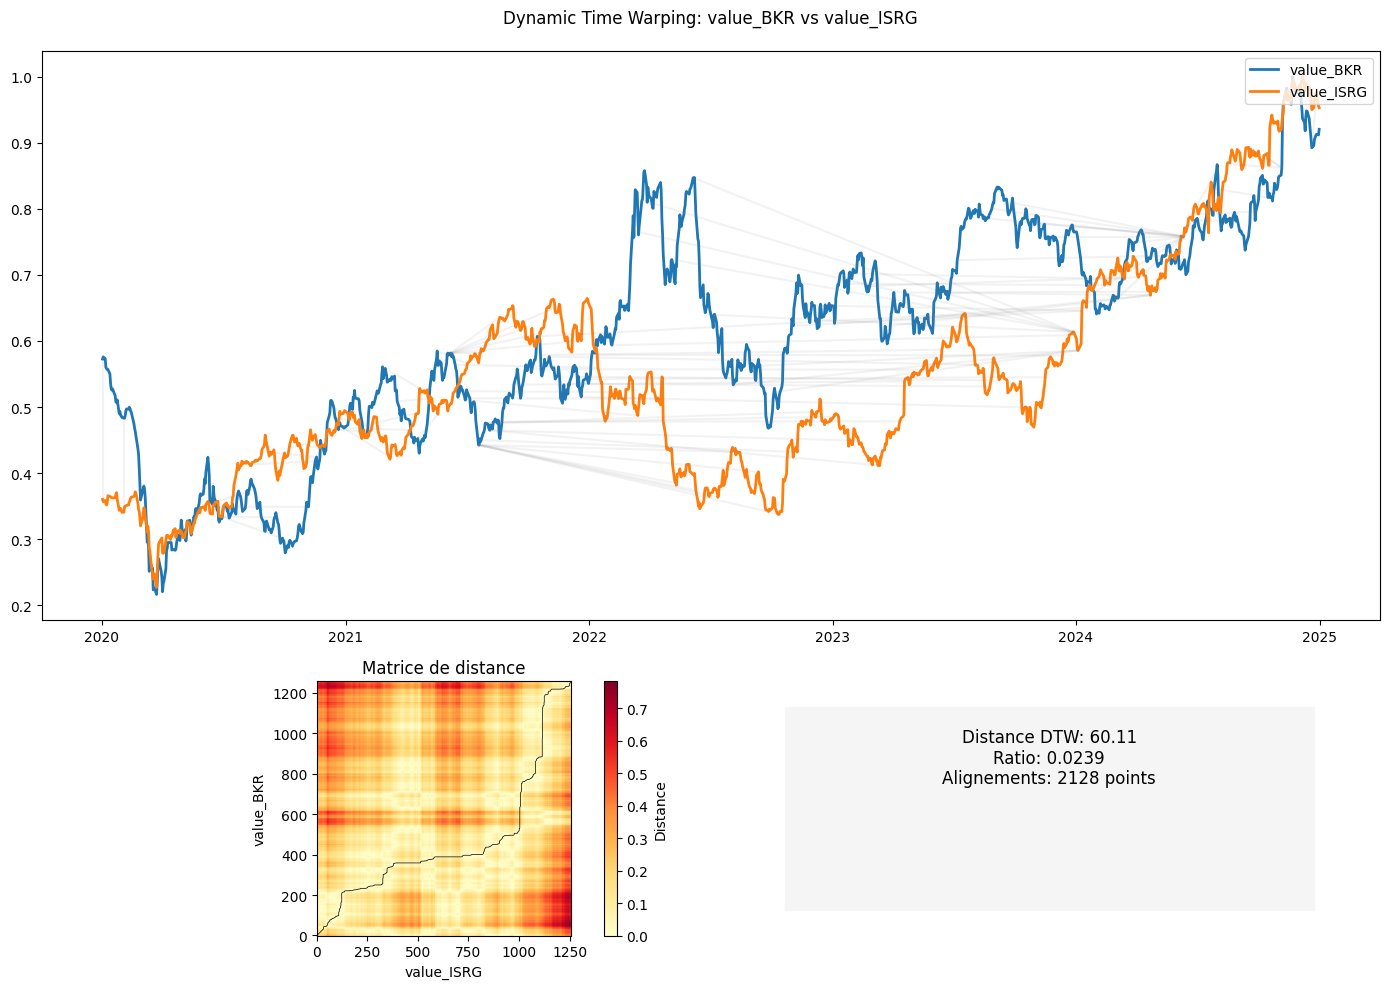 Dynamic Time Warping: value_BKR vs value_ISRG
value_BKR
value_ISRG
1.0
0.9
0.8
0.7
0.6
0.5
0.4
0.3
0.2
2020 2021 2022 2023 2024 2025
Matrice de distance
value_BKR
1200
1000
800
600
400
200
0
0 250 500 750 1000 1250
value_ISRG
0.7
0.6
0.5
0.4
0.3
0.2
0.1
0.0
Distance
Distance DTW: 60.11
Ratio: 0.0239
Alignements: 2128 points